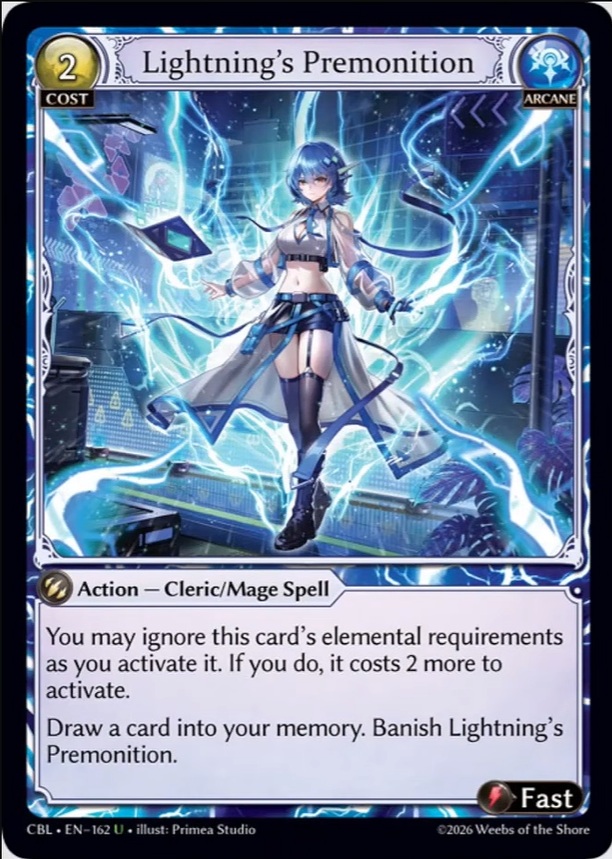 2
COST
Lightning's Premonition
ARCANE
Action — Cleric/Mage Spell
You may ignore this card's elemental requirements
as you activate it. If you do, it costs 2 more to
activate.
Draw a card into your memory. Banish Lightning's
Premonition.
Fast
CBL • EN-162 U • illust: Primea Studio
©2026 Weebs of the Shore